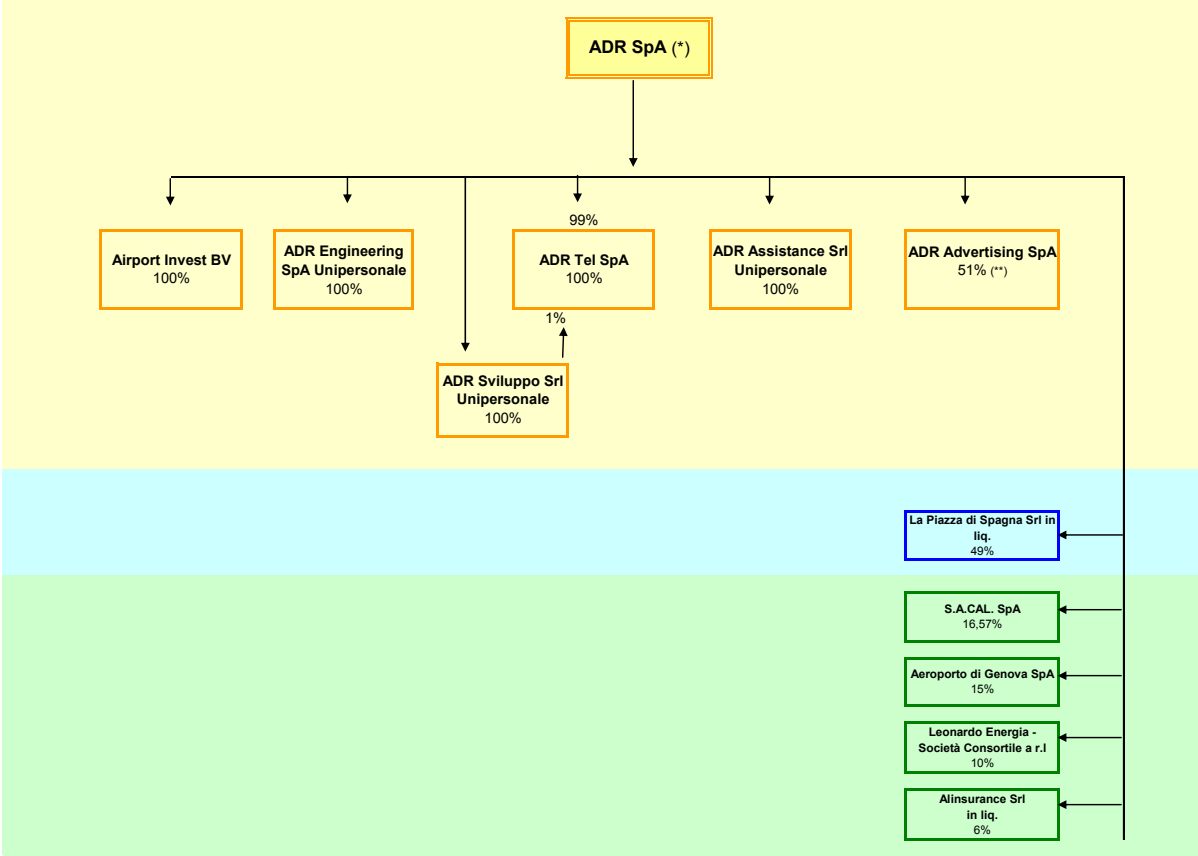 ADR SpA (*)
99%
Airport Invest BV
100%
ADR Engineering
SpA Unipersonale
100%
ADR Tel SpA
100%
ADR Assistance Srl
Unipersonale
100%
ADR Advertising SpA
51% (**)
1%
ADR Sviluppo Srl
Unipersonale
100%
La Piazza di Spagna Srl in
liq.
49%
S.A.CAL. SpA
16,57%
Aeroporto di Genova SpA
15%
Leonardo Energia -
Società Consortile a r.l
10%
Alinsurance Srl
in liq.
6%